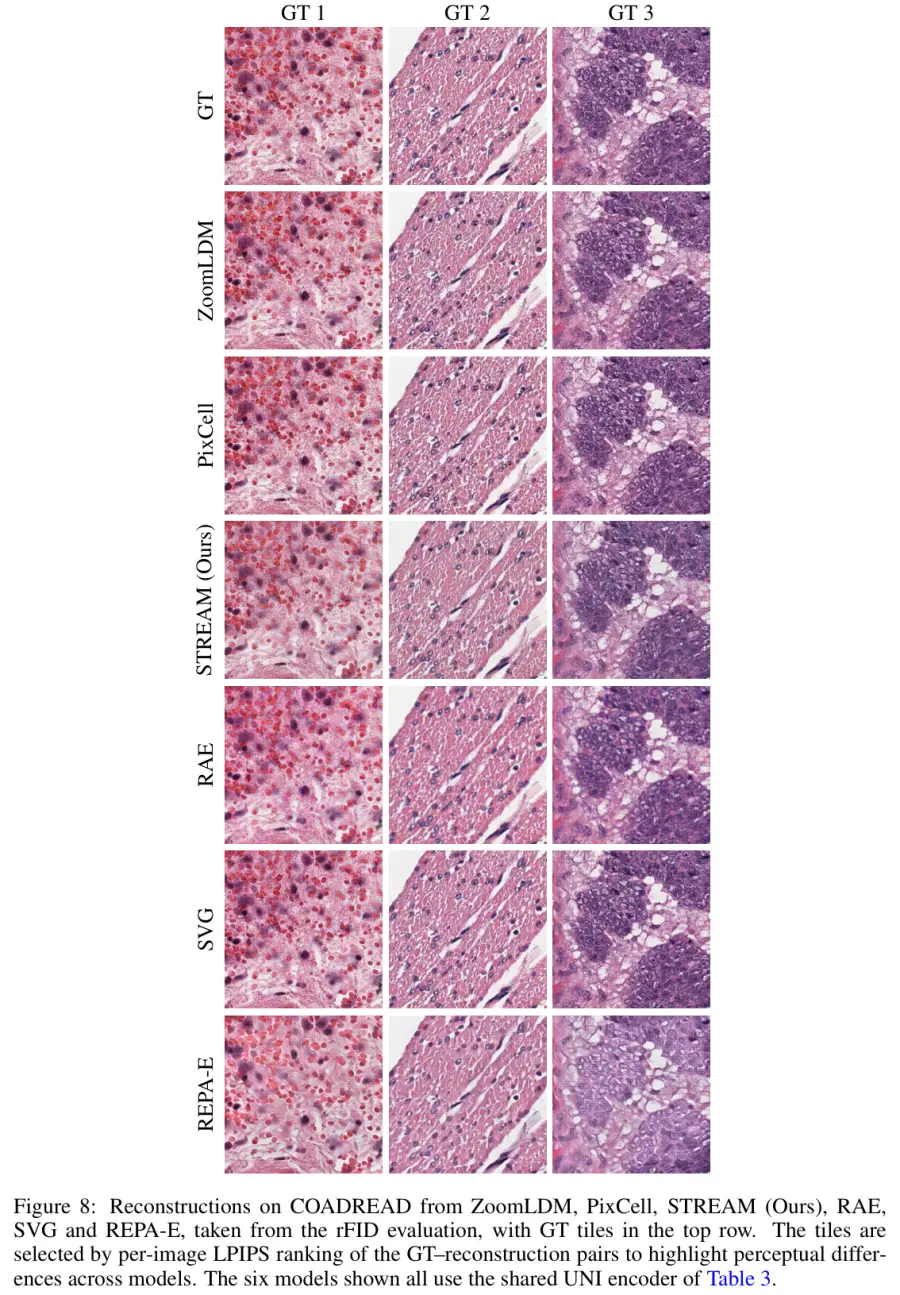 GT 1 GT 2 GT 3
GT
ZoomLDM
PixCell
STREAM (Ours)
RAE
SVG
REPA-E
Figure 8: Reconstructions on COADREAD from ZoomLDM, PixCell, STREAM (Ours), RAE,
SVG and REPA-E, taken from the rFID evaluation, with GT tiles in the top row. The tiles are
selected by per-image LPIPS ranking of the GT–reconstruction pairs to highlight perceptual differ-
ences across models. The six models shown all use the shared UNI encoder of Table 3.